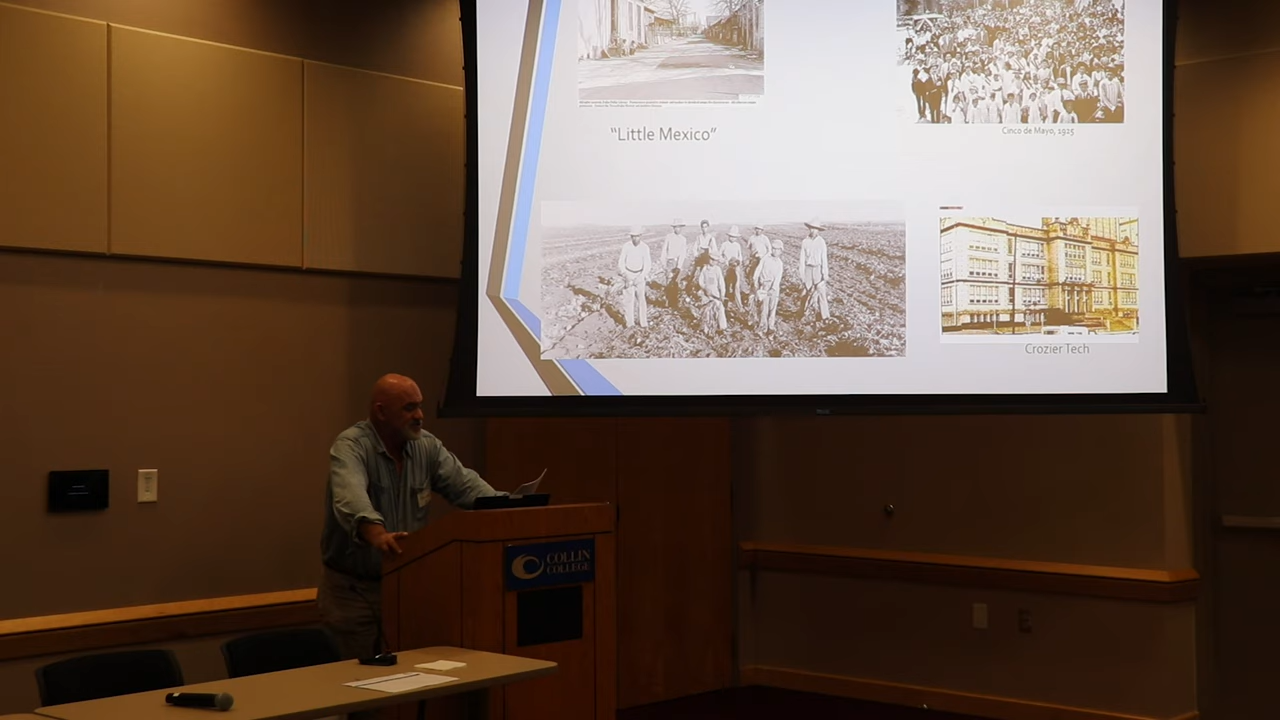 "Little Mexico"
Cinco de Mayo, 1925
Crozier Tech
COLLIN
COLLEGE